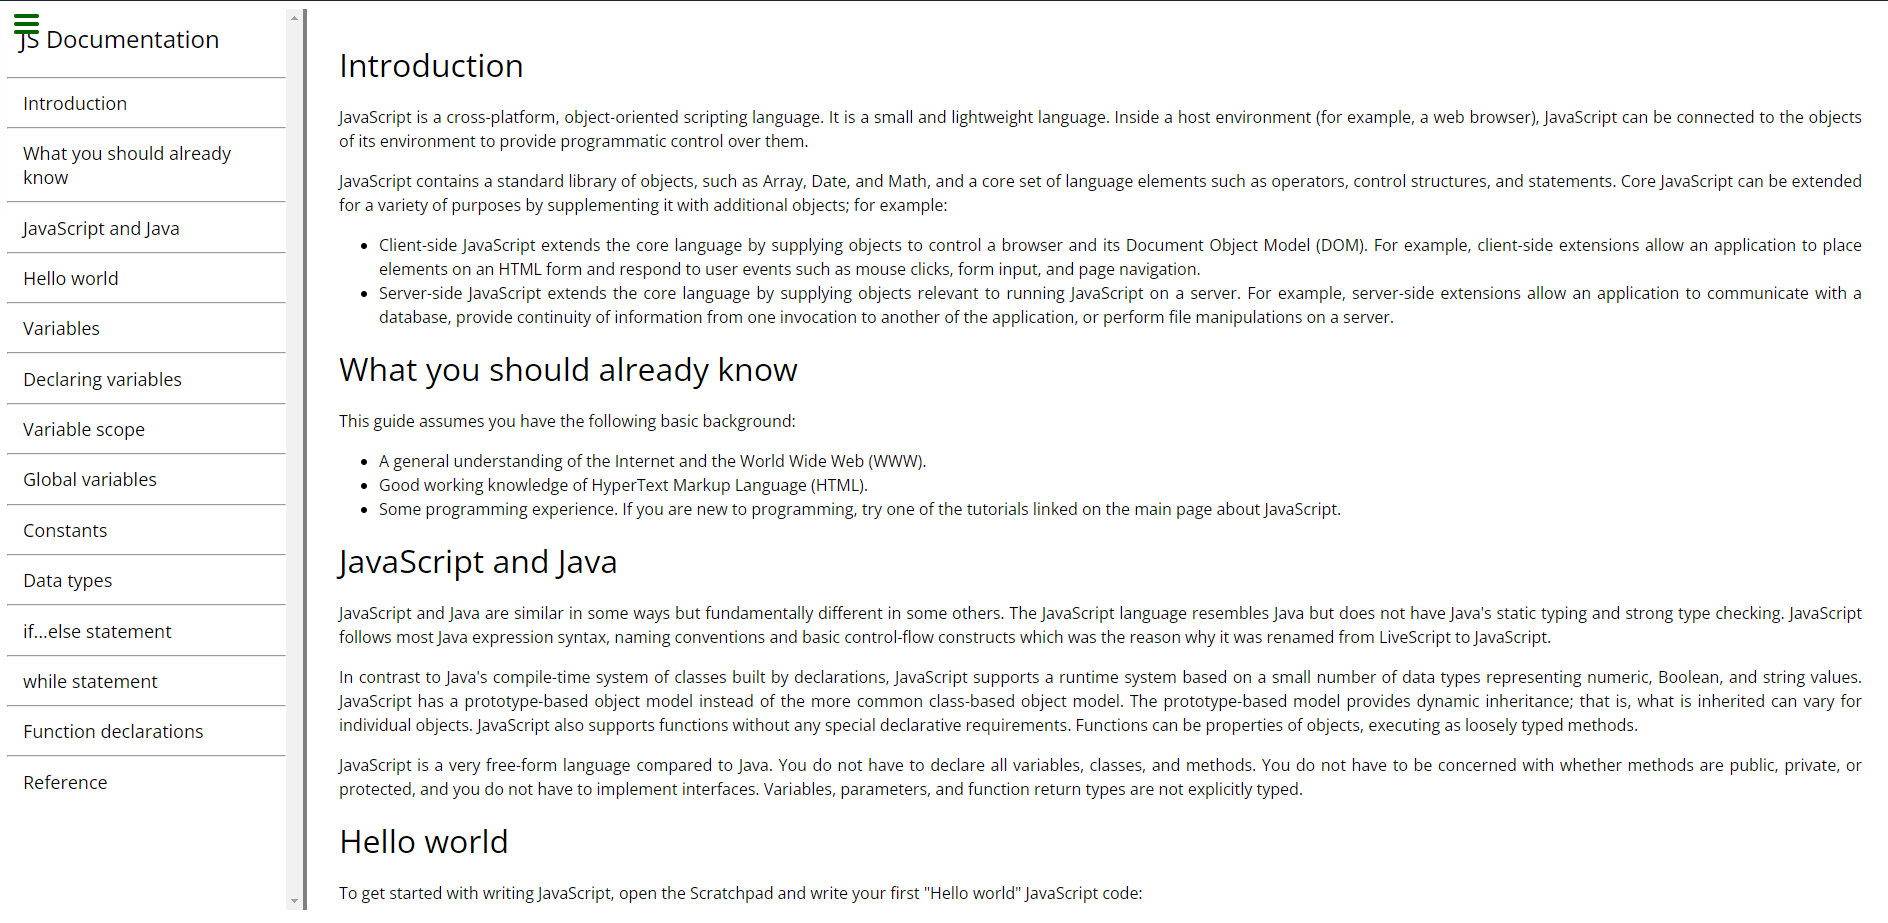 JS Documentation
Introduction
What you should already
know
JavaScript and Java
Hello world
Variables
Declaring variables
Variable scope
Global variables
Constants
Data types
if...else statement
while statement
Function declarations
Reference
Introduction
JavaScript is a cross-platform, object-oriented scripting language. It is a small and lightweight language. Inside a host environment (for example, a web browser), JavaScript can be connected to the objects
of its environment to provide programmatic control over them.
JavaScript contains a standard library of objects, such as Array, Date, and Math, and a core set of language elements such as operators, control structures, and statements. Core JavaScript can be extended
for a variety of purposes by supplementing it with additional objects; for example:
• Client-side JavaScript extends the core language by supplying objects to control a browser and its Document Object Model (DOM). For example, client-side extensions allow an application to place
elements on an HTML form and respond to user events such as mouse clicks, form input, and page navigation.
• Server-side JavaScript extends the core language by supplying objects relevant to running JavaScript on a server. For example, server-side extensions allow an application to communicate with a
database, provide continuity of information from one invocation to another of the application, or perform file manipulations on a server.
What you should already know
This guide assumes you have the following basic background:
• A general understanding of the Internet and the World Wide Web (WWW).
• Good working knowledge of HyperText Markup Language (HTML).
• Some programming experience. If you are new to programming, try one of the tutorials linked on the main page about JavaScript.
JavaScript and Java
JavaScript and Java are similar in some ways but fundamentally different in some others. The JavaScript language resembles Java but does not have Java's static typing and strong type checking. JavaScript
follows most Java expression syntax, naming conventions and basic control-flow constructs which was the reason why it was renamed from LiveScript to JavaScript.
In contrast to Java's compile-time system of classes built by declarations, JavaScript supports a runtime system based on a small number of data types representing numeric, Boolean, and string values.
JavaScript has a prototype-based object model instead of the more common class-based object model. The prototype-based model provides dynamic inheritance; that is, what is inherited can vary for
individual objects. JavaScript also supports functions without any special declarative requirements. Functions can be properties of objects, executing as loosely typed methods.
JavaScript is a very free-form language compared to Java. You do not have to declare all variables, classes, and methods. You do not have to be concerned with whether methods are public, private, or
protected, and you do not have to implement interfaces. Variables, parameters, and function return types are not explicitly typed.
Hello world
To get started with writing JavaScript, open the Scratchpad and write your first "Hello world" JavaScript code: